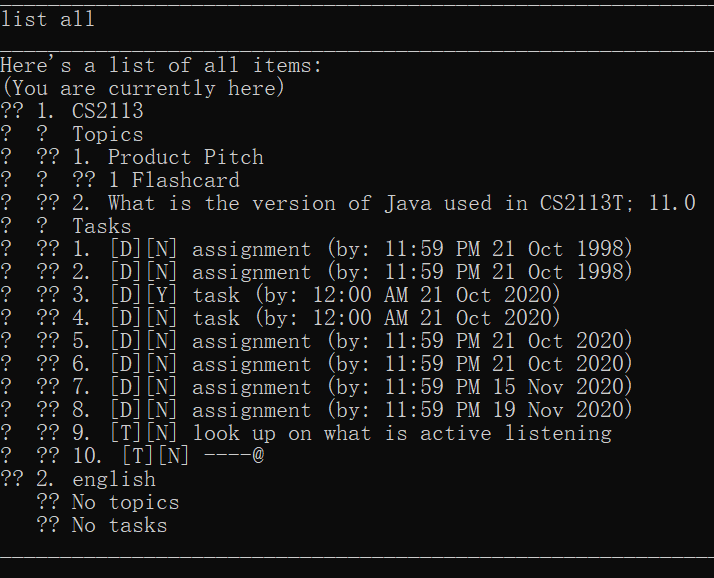 list all
Here's a list of all items:
(You are currently here)
?? 1. CS2113
?  ?  Topics
?  ?? 1. Product Pitch
?  ?  ?? 1 Flashcard
?  ?? 2. What is the version of Java used in CS2113T; 11.0
?  ?  Tasks
?  ?? 1. [D][N] assignment (by: 11:59 PM 21 Oct 1998)
?  ?? 2. [D][N] assignment (by: 11:59 PM 21 Oct 1998)
?  ?? 3. [D][Y] task (by: 12:00 AM 21 Oct 2020)
?  ?? 4. [D][N] task (by: 12:00 AM 21 Oct 2020)
?  ?? 5. [D][N] assignment (by: 11:59 PM 21 Oct 2020)
?  ?? 6. [D][N] assignment (by: 11:59 PM 21 Oct 2020)
?  ?? 7. [D][N] assignment (by: 11:59 PM 15 Nov 2020)
?  ?? 8. [D][N] assignment (by: 11:59 PM 19 Nov 2020)
?  ?? 9. [T][N] look up on what is active listening
?  ?? 10. [T][N] ----@
?? 2. english
   ?? No topics
   ?? No tasks